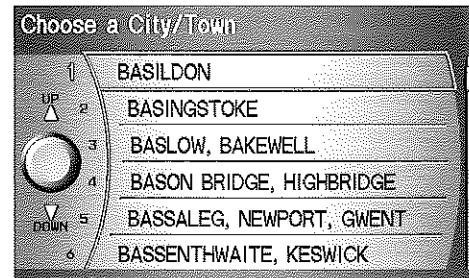 Choose a City/Town
1 BASILDON
UP
2 BASINGSTOKE
3 BASLOW, BAKEWELL
4 BASON BRIDGE, HIGHBRIDGE
DOWN
5 BASSALEG, NEWPORT, GWENT
6 BASSENTHWAITE, KESWICK